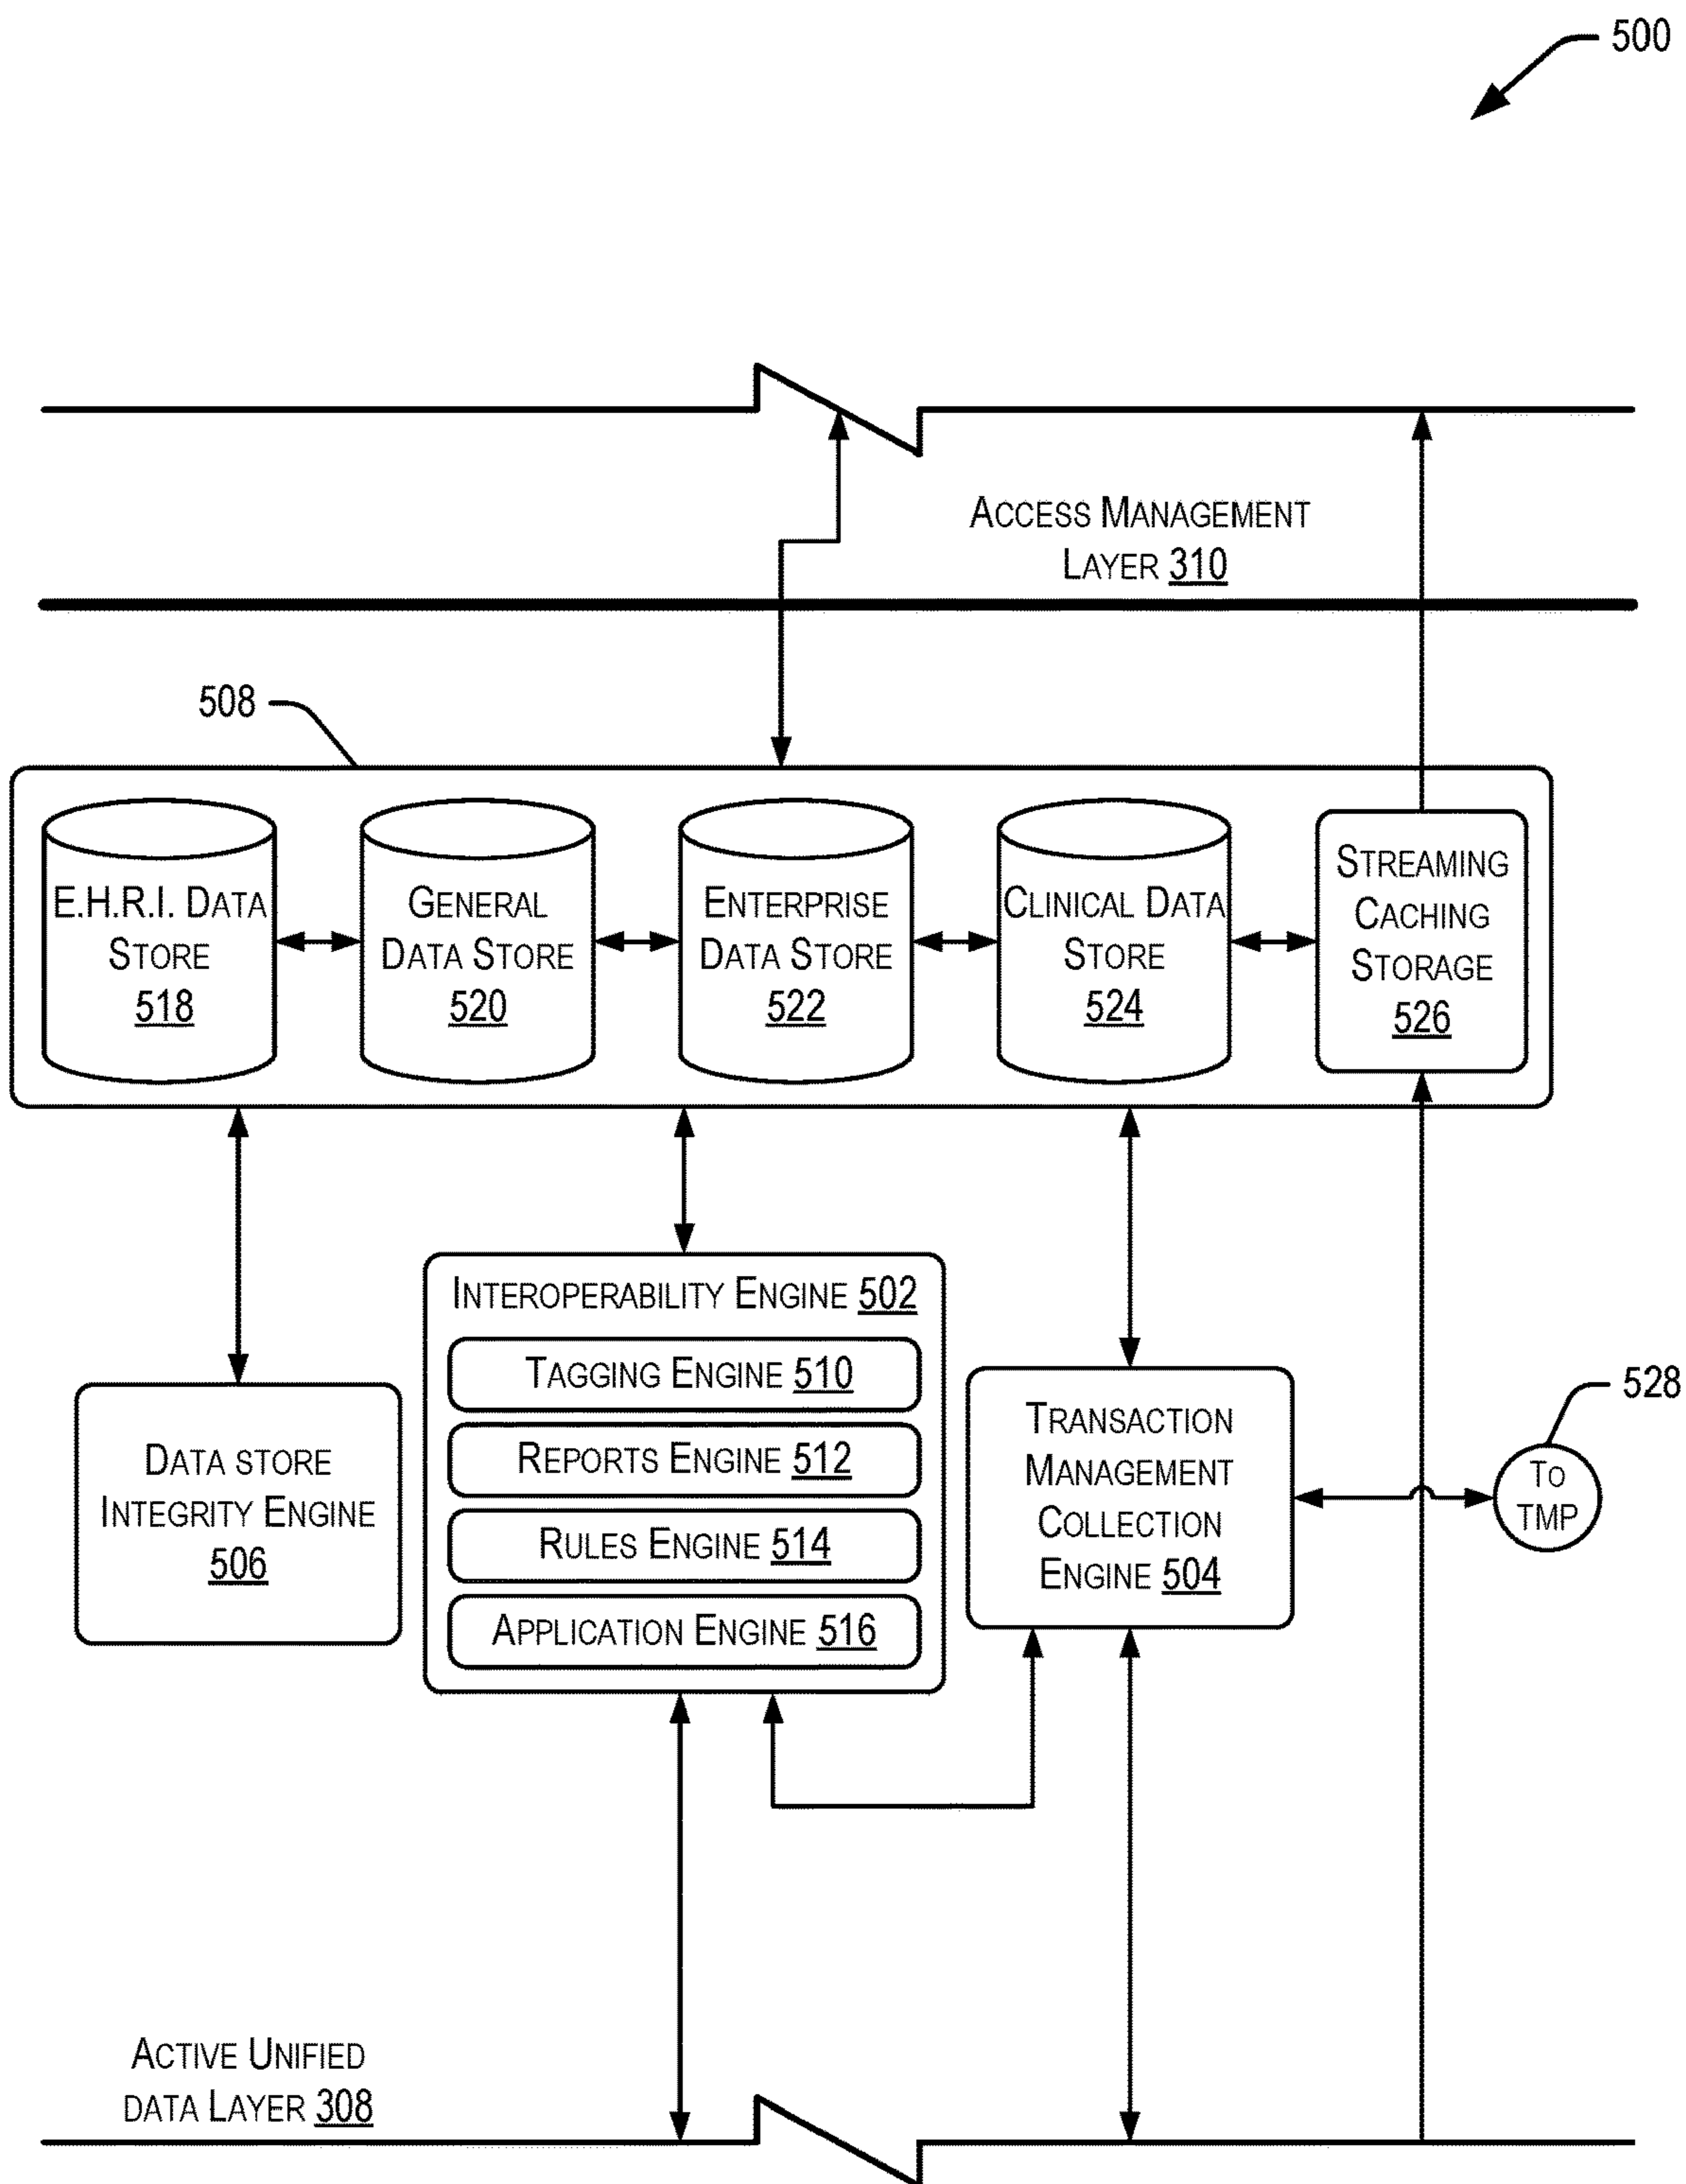 500
ACCESS MANAGEMENT
LAYER 310
508
E.H.R.I. DATA
STORE
518
GENERAL
DATA STORE
520
ENTERPRISE
DATA STORE
522
CLINICAL DATA
STORE
524
STREAMING
CACHING
STORAGE
526
INTEROPERABILITY ENGINE 502
TAGGING ENGINE 510
REPORTS ENGINE 512
RULES ENGINE 514
APPLICATION ENGINE 516
DATA STORE
INTEGRITY ENGINE
506
TRANSACTION
MANAGEMENT
COLLECTION
ENGINE 504
528
TO
TMP
ACTIVE UNIFIED
DATA LAYER 308